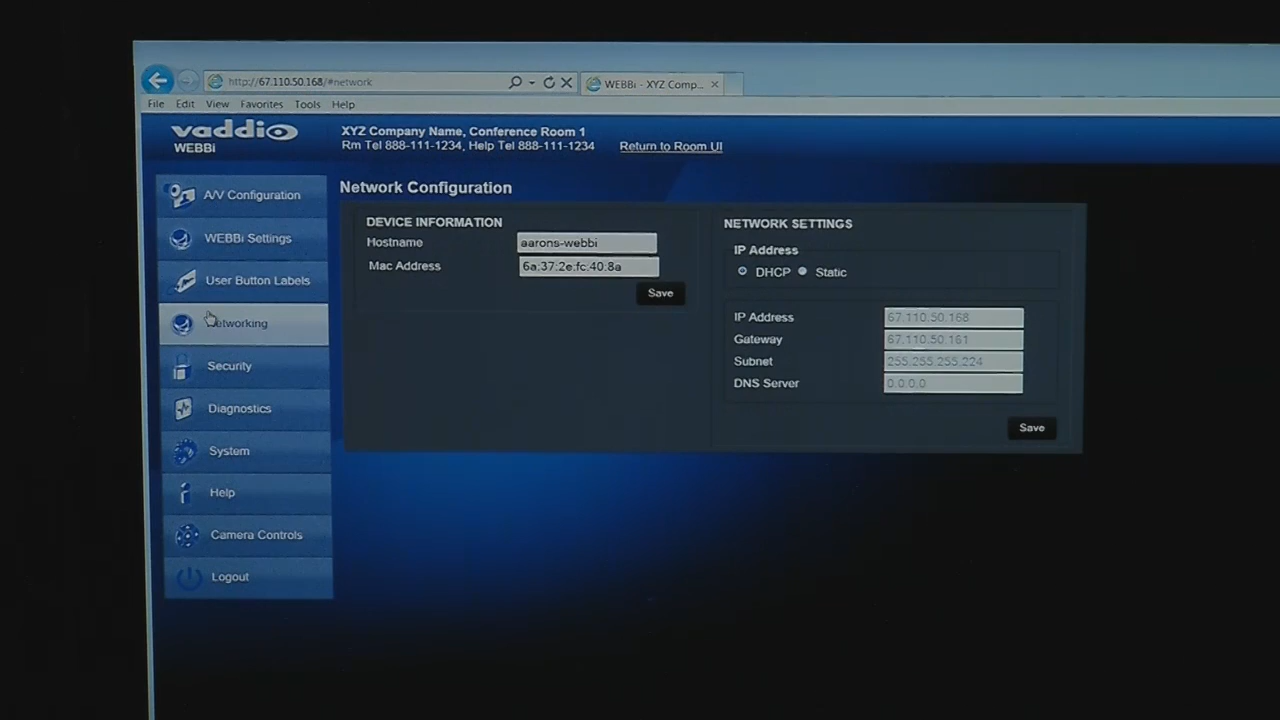 http://67.110.50.168/#network
WEBBi - XYZ Comp...
File Edit View Favorites Tools Help
vaddio
WEBBi
XYZ Company Name, Conference Room 1
Rm Tel 888-111-1234, Help Tel 888-111-1234
Return to Room UI
A/V Configuration
WEBBi Settings
User Button Labels
Networking
Security
Diagnostics
System
Help
Camera Controls
Logout
Network Configuration
DEVICE INFORMATION
Hostname aarons-webbi
Mac Address 6a:37:2e:fc:40:8a
Save
NETWORK SETTINGS
IP Address
DHCP Static
IP Address 67.110.50.168
Gateway 67.110.50.161
Subnet 255.255.255.224
DNS Server 0.0.0.0
Save